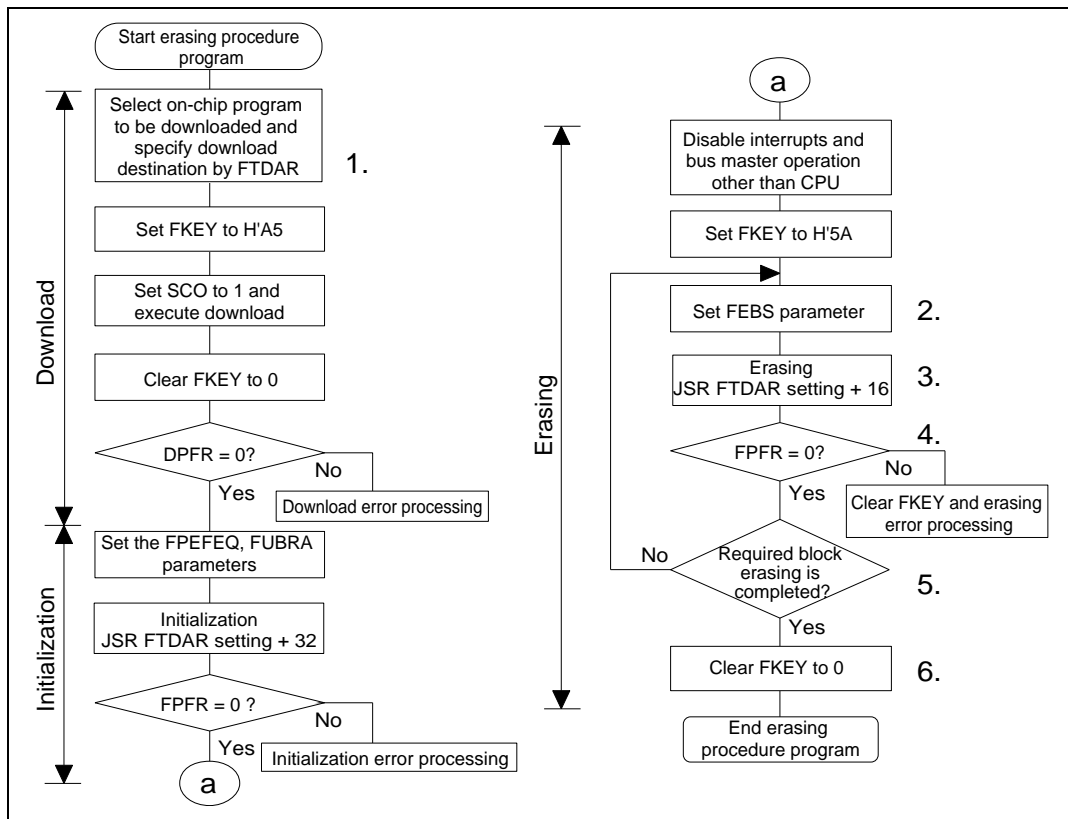 Start erasing procedure
program
Select on-chip program
to be downloaded and
specify download
destination by FTDAR
1.
Set FKEY to H'A5
Set SCO to 1 and
execute download
Clear FKEY to 0
DPFR = 0?
No
Yes
Download error processing
Download
Set the FPEFEQ, FUBRA
parameters
Initialization
JSR FTDAR setting + 32
FPFR = 0 ?
No
Yes
Initialization error processing
Initialization
a
a
Disable interrupts and
bus master operation
other than CPU
Set FKEY to H'5A
Set FEBS parameter
2.
Erasing
JSR FTDAR setting + 16
3.
4.
FPFR = 0?
No
Yes
Clear FKEY and erasing
error processing
Required block
erasing is
completed?
No
5.
Yes
Clear FKEY to 0
6.
Erasing
End erasing
procedure program